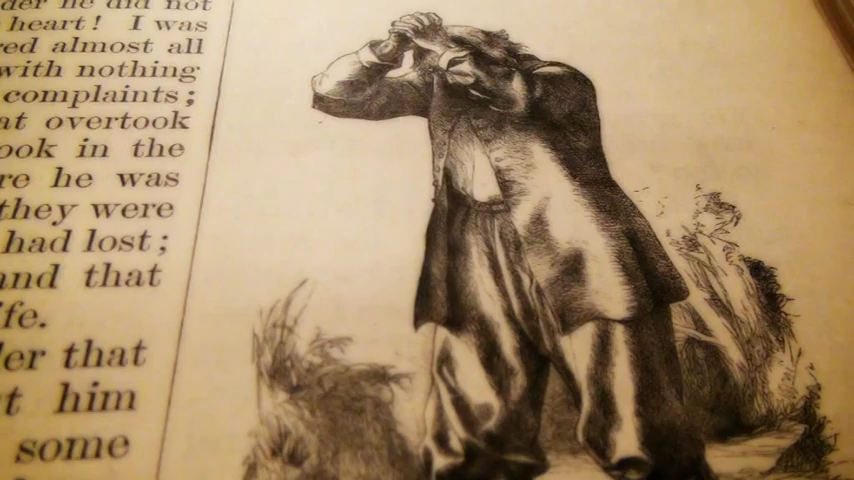 der he did not
heart! I was
red almost all
with nothing
complaints;
at overtook
ook in the
re he was
they were
had lost;
and that
ife.
der that
t him
some